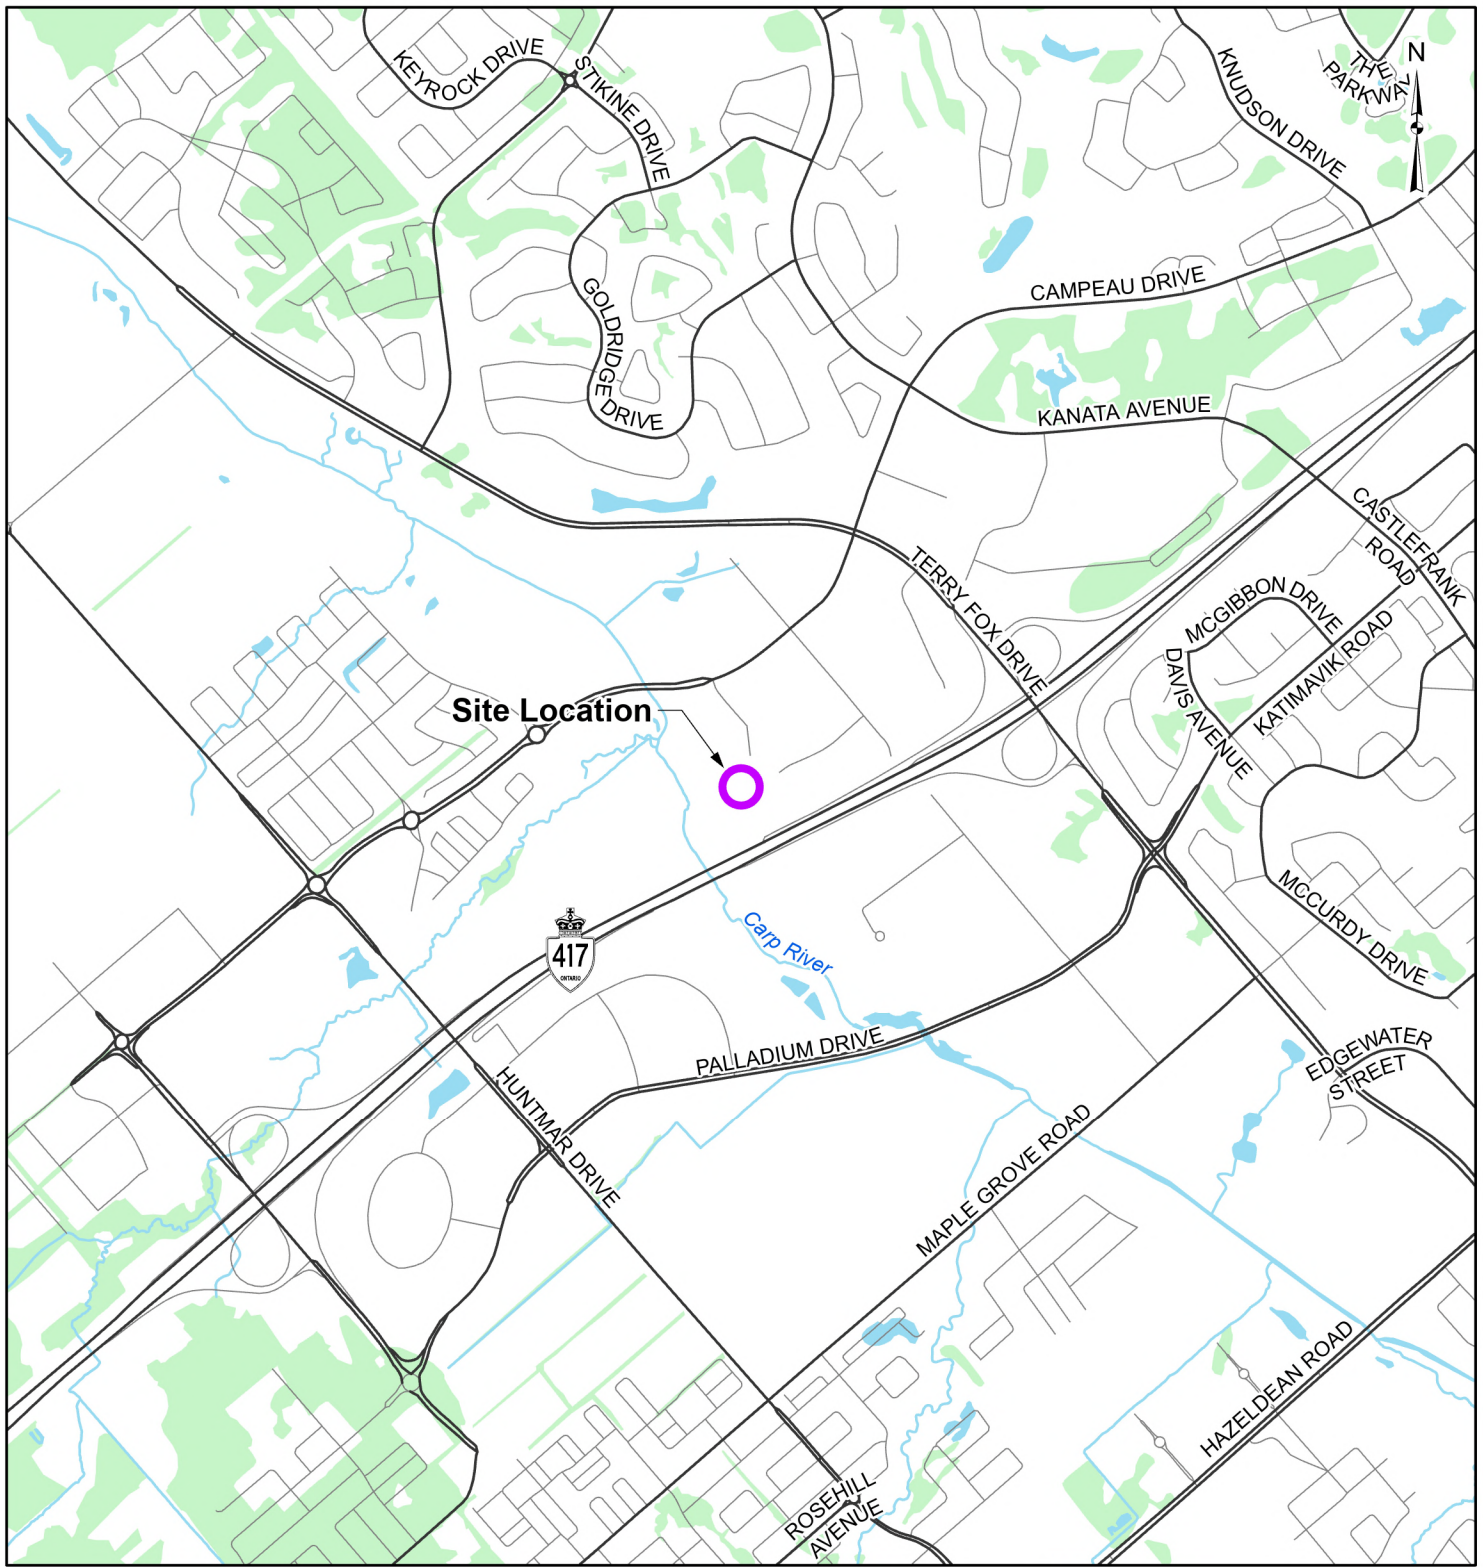 KEYROCK DRIVE
STIKINE DRIVE
KNUDSON DRIVE
THE
PARKWAY
N
GOLDRIDGE DRIVE
CAMPEAU DRIVE
KANATA AVENUE
CASTLEFRANK
ROAD
TERRY FOX DRIVE
MCGIBBON DRIVE
KATIMAVIK ROAD
DAVIS AVENUE
Site Location
MCCURDY DRIVE
Carp River
417
ONTARIO
PALLADIUM DRIVE
EDGEWATER
STREET
HUNTMAR DRIVE
MAPLE GROVE ROAD
HAZELDEAN ROAD
ROSEHILL
AVENUE